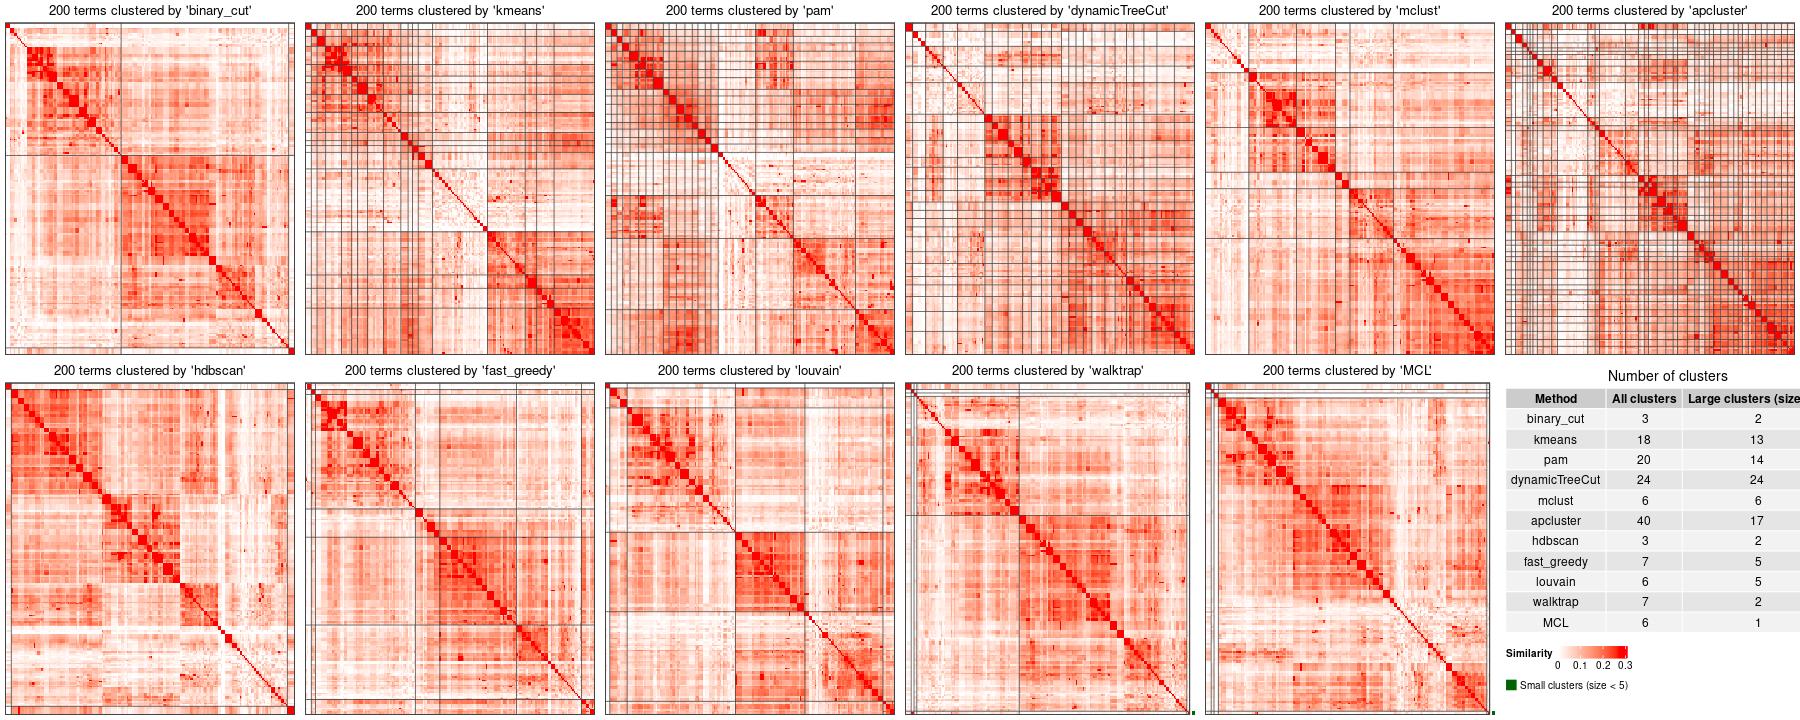 200 terms clustered by 'binary_cut'
200 terms clustered by 'kmeans'
200 terms clustered by 'pam'
200 terms clustered by 'dynamicTreeCut'
200 terms clustered by 'mclust'
200 terms clustered by 'apcluster'
200 terms clustered by 'hdbscan'
200 terms clustered by 'fast_greedy'
200 terms clustered by 'louvain'
200 terms clustered by 'walktrap'
200 terms clustered by 'MCL'
Number of clusters
Method All clusters Large clusters (size
binary_cut 3 2
kmeans 18 13
pam 20 14
dynamicTreeCut 24 24
mclust 6 6
apcluster 40 17
hdbscan 3 2
fast_greedy 7 5
louvain 6 5
walktrap 7 2
MCL 6 1
Similarity
0 0.1 0.2 0.3
Small clusters (size < 5)